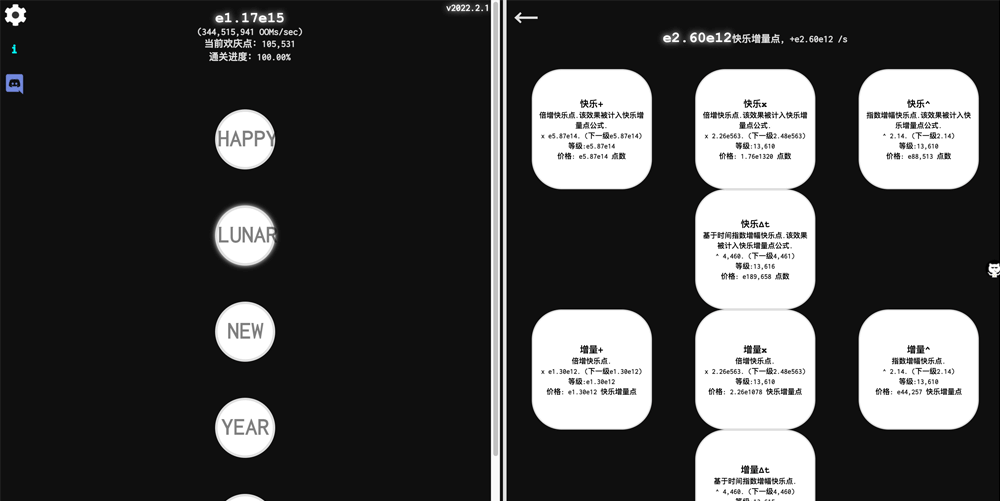 e1.17e15
v2022.2.1
(344,515,941 OOMs/sec)
当前欢庆点: 105,531
通关进度: 100.00%
i
HAPPY
LUNAR
NEW
YEAR
e2.60e12快乐增量点, +e2.60e12 /s
快乐+
倍增快乐点.该效果被计入快乐增
量点公式.
x e5.87e14.(下一级e5.87e14)
等级:e5.87e14
价格: e5.87e14 点数
快乐x
倍增快乐点.该效果被计入快乐增
量点公式.
x 2.26e563.(下一级2.48e563)
等级:13,610
价格: 1.76e1320 点数
快乐^
指数增幅快乐点.该效果被计入快
乐增量点公式.
^ 2.14.(下一级2.14)
等级:13,610
价格: e88,513 点数
快乐Δt
基于时间指数增幅快乐点.该效果
被计入快乐增量点公式.
^ 4,460.(下一级4,461)
等级:13,616
价格: e189,658 点数
增量+
倍增快乐点.
x e1.30e12.(下一级e1.30e12)
等级:e1.30e12
价格: e1.30e12 快乐增量点
增量x
倍增快乐点.
x 2.26e563.(下一级2.48e563)
等级:13,610
价格: 2.26e1078 快乐增量点
增量^
指数增幅快乐点.
^ 2.14.(下一级2.14)
等级:13,610
价格: e44,257 快乐增量点
增量Δt
基于时间指数增幅快乐点.
^ 4,460.(下一级4,460)